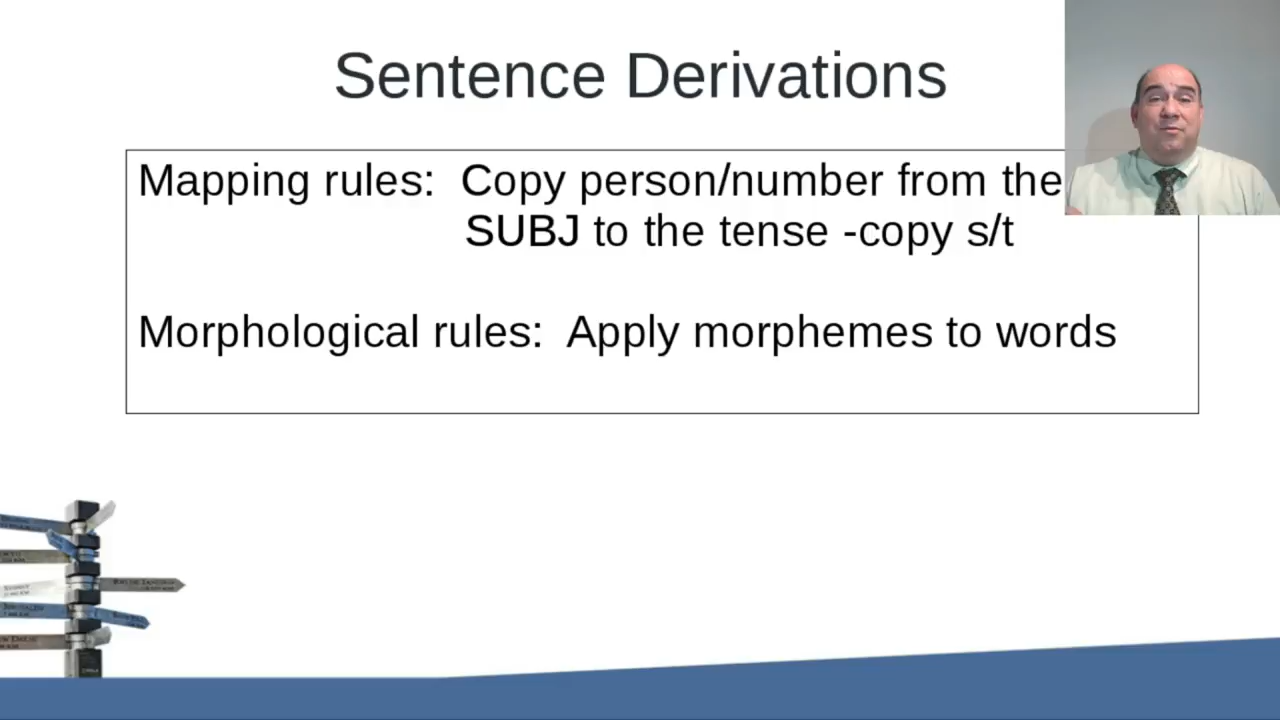 Sentence Derivations
Mapping rules: Copy person/number from the
SUBJ to the tense -copy s/t
Morphological rules: Apply morphemes to words
JERUSALEM